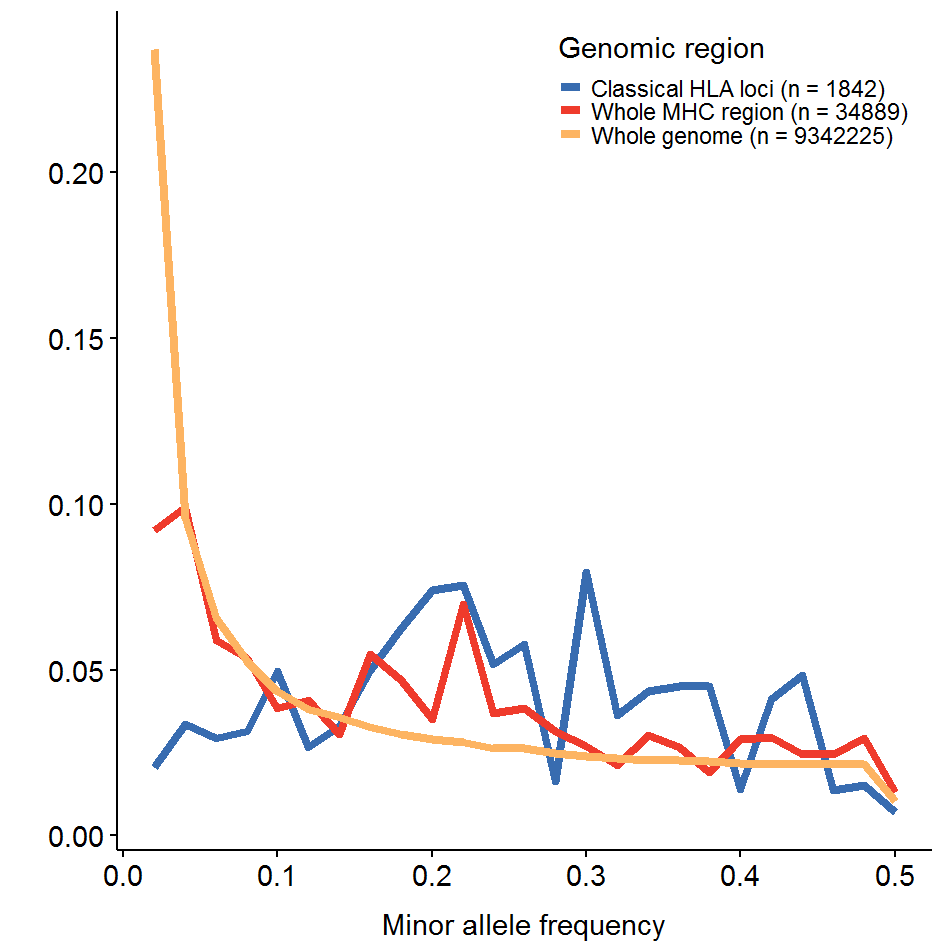 Genomic region
Classical HLA loci (n = 1842)
Whole MHC region (n = 34889)
Whole genome (n = 9342225)
0.20
0.15
0.10
0.05
0.00
0.0 0.1 0.2 0.3 0.4 0.5
Minor allele frequency